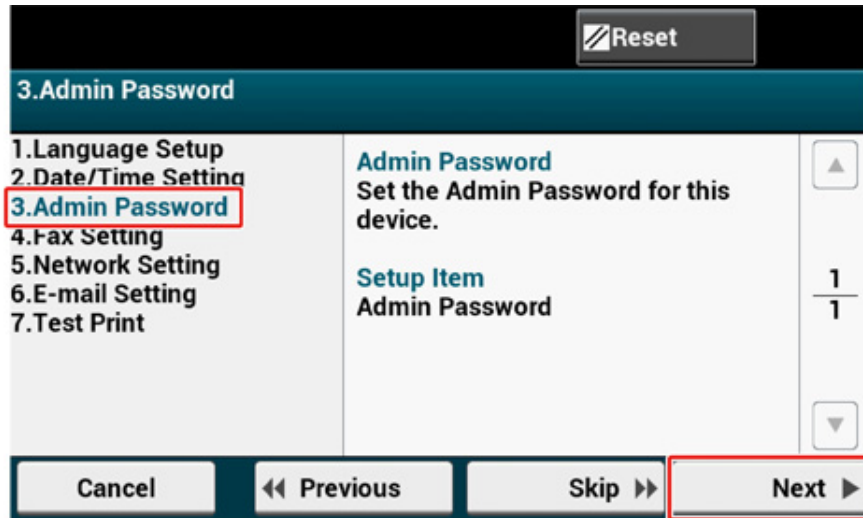 Reset
3.Admin Password
1.Language Setup
2.Date/Time Setting
3.Admin Password
4.Fax Setting
5.Network Setting
6.E-mail Setting
7.Test Print
Admin Password
Set the Admin Password for this
device.
Setup Item
Admin Password
1
1
Cancel
Previous
Skip
Next